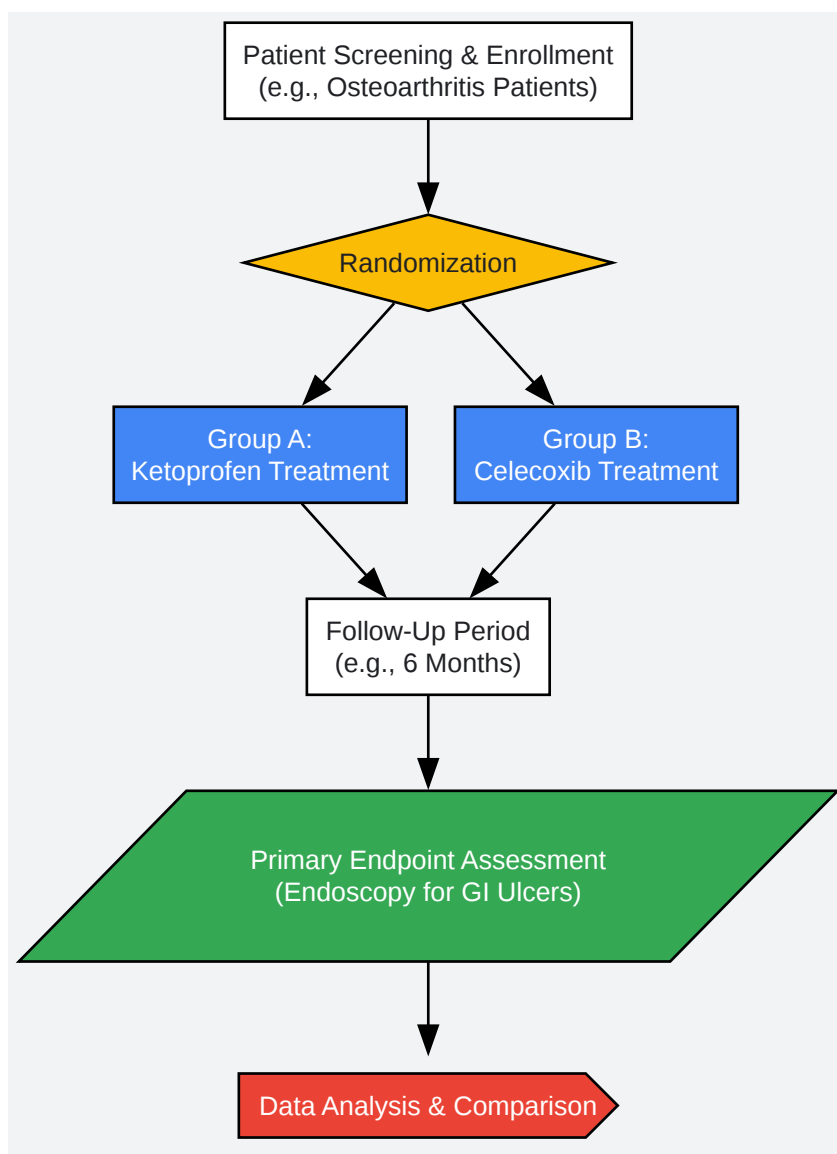 Patient Screening & Enrollment
(e.g., Osteoarthritis Patients)
Randomization
Group A:
Ketoprofen Treatment
Group B:
Celecoxib Treatment
Follow-Up Period
(e.g., 6 Months)
Primary Endpoint Assessment
(Endoscopy for GI Ulcers)
Data Analysis & Comparison